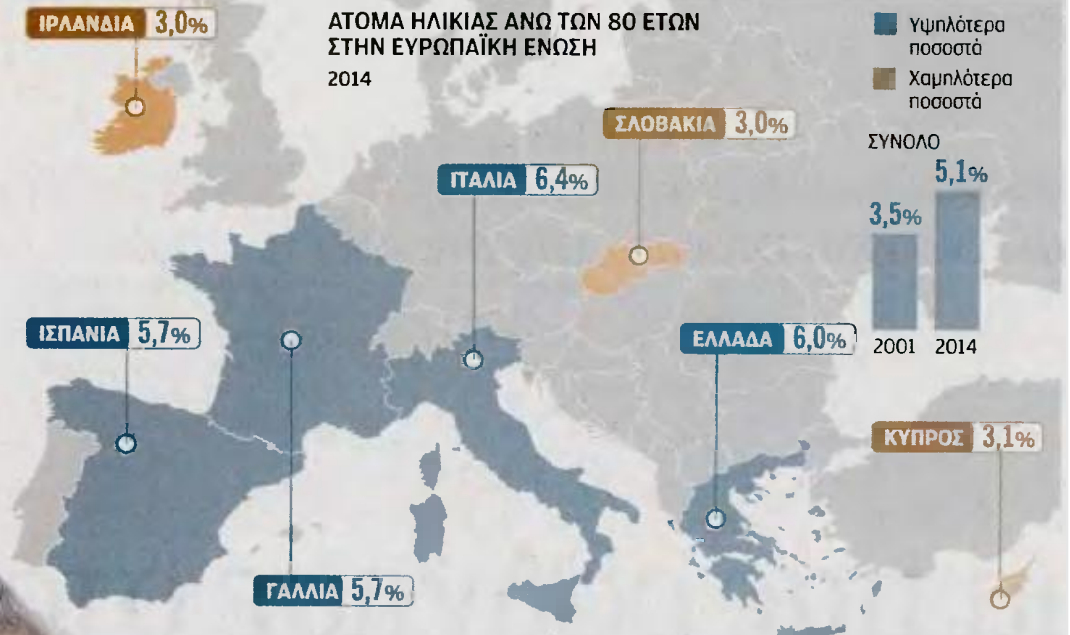 ΑΤΟΜΑ ΗΛΙΚΙΑΣ ΑΝΩ ΤΩΝ 80 ΕΤΩΝ
ΣΤΗΝ ΕΥΡΩΠΑΪΚΗ ΕΝΩΣΗ
2014
Υψηλότερα
ποσοστά
Χαμηλότερα
ποσοστά
ΣΥΝΟΛΟ
5,1%
3,5%
2001 2014
ΙΡΛΑΝΔΙΑ 3,0%
ΣΛΟΒΑΚΙΑ 3,0%
ΙΤΑΛΙΑ 6,4%
ΙΣΠΑΝΙΑ 5,7%
ΕΛΛΑΔΑ 6,0%
ΚΥΠΡΟΣ 3,1%
ΓΑΛΛΙΑ 5,7%